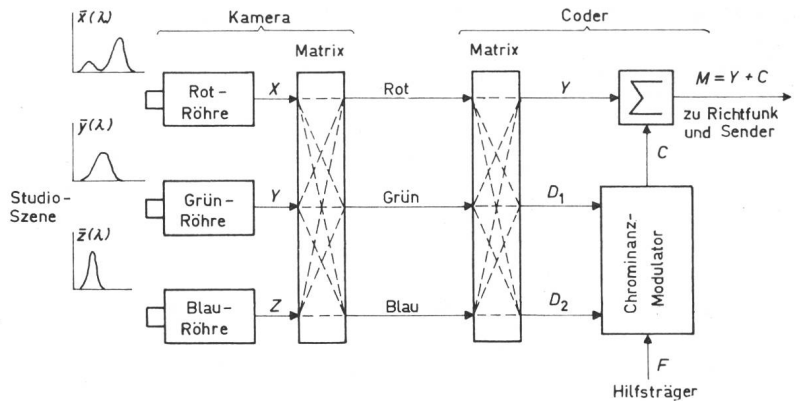 Kamera
Coder
x̄(λ)
Matrix
Matrix
Rot-
Röhre
X
Rot
Y
Σ
M = Y + C
zu Richtfunk
und Sender
ȳ(λ)
C
Studio-
Szene
Grün-
Röhre
Y
Grün
D₁
Chrominanz-
Modulator
z̄(λ)
Blau-
Röhre
Z
Blau
D₂
F
Hilfsträger